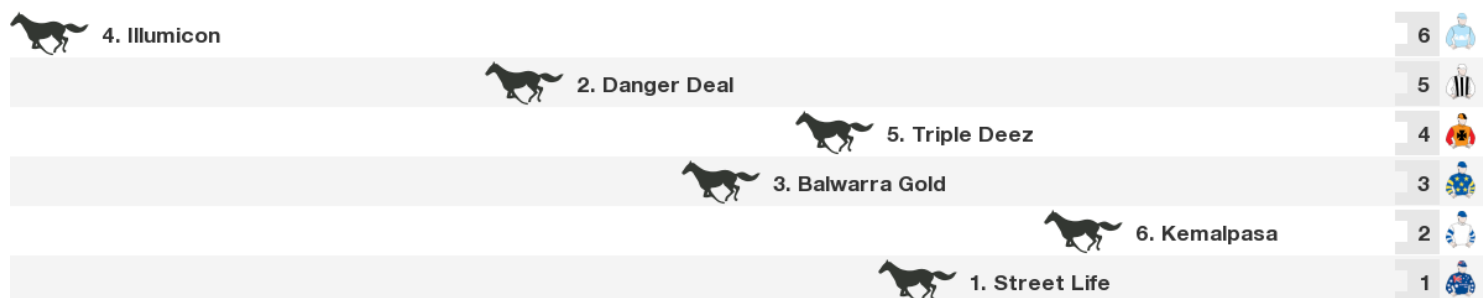 4. Illumicon 6
2. Danger Deal 5
5. Triple Deez 4
3. Balwarra Gold 3
6. Kemalpasa 2
1. Street Life 1